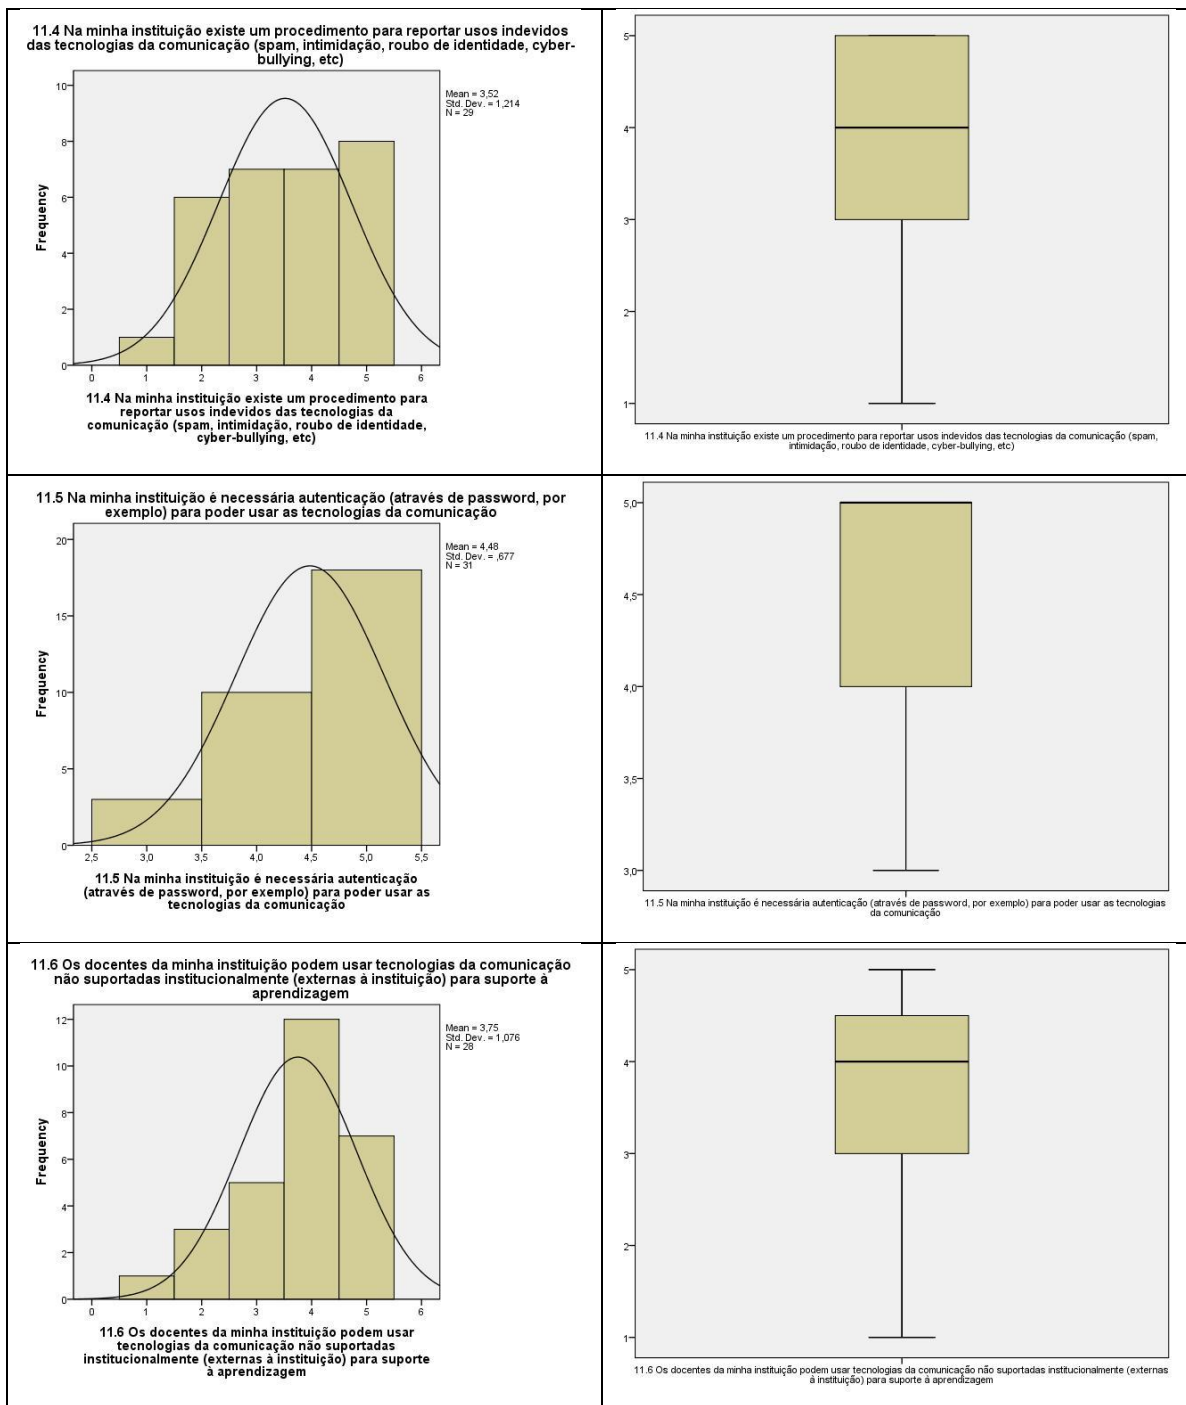 11.4 Na minha instituição existe um procedimento para reportar usos indevidos
das tecnologias da comunicação (spam, intimidação, roubo de identidade, cyber-
bullying, etc)
Mean = 3,52
Std. Dev. = 1,214
N = 29
10
8
6
4
2
0
Frequency
0 1 2 3 4 5 6
11.4 Na minha instituição existe um procedimento para
reportar usos indevidos das tecnologias da
comunicação (spam, intimidação, roubo de identidade,
cyber-bullying, etc)
5
4
3
2
1
11.4 Na minha instituição existe um procedimento para reportar usos indevidos das tecnologias da comunicação (spam,
intimidação, roubo de identidade, cyber-bullying, etc)
11.5 Na minha instituição é necessária autenticação (através de password, por
exemplo) para poder usar as tecnologias da comunicação
Mean = 4,48
Std. Dev. = ,677
N = 31
20
15
10
5
0
Frequency
2,5 3,0 3,5 4,0 4,5 5,0 5,5
11.5 Na minha instituição é necessária autenticação
(através de password, por exemplo) para poder usar as
tecnologias da comunicação
5,0
4,5
4,0
3,5
3,0
11.5 Na minha instituição é necessária autenticação (através de password, por exemplo) para poder usar as tecnologias
da comunicação
11.6 Os docentes da minha instituição podem usar tecnologias da comunicação
não suportadas institucionalmente (externas à instituição) para suporte à
aprendizagem
Mean = 3,75
Std. Dev. = 1,076
N = 28
12
10
8
6
4
2
0
Frequency
0 1 2 3 4 5 6
11.6 Os docentes da minha instituição podem usar
tecnologias da comunicação não suportadas
institucionalmente (externas à instituição) para suporte
à aprendizagem
5
4
3
2
1
11.6 Os docentes da minha instituição podem usar tecnologias da comunicação não suportadas institucionalmente (externas
à instituição) para suporte à aprendizagem